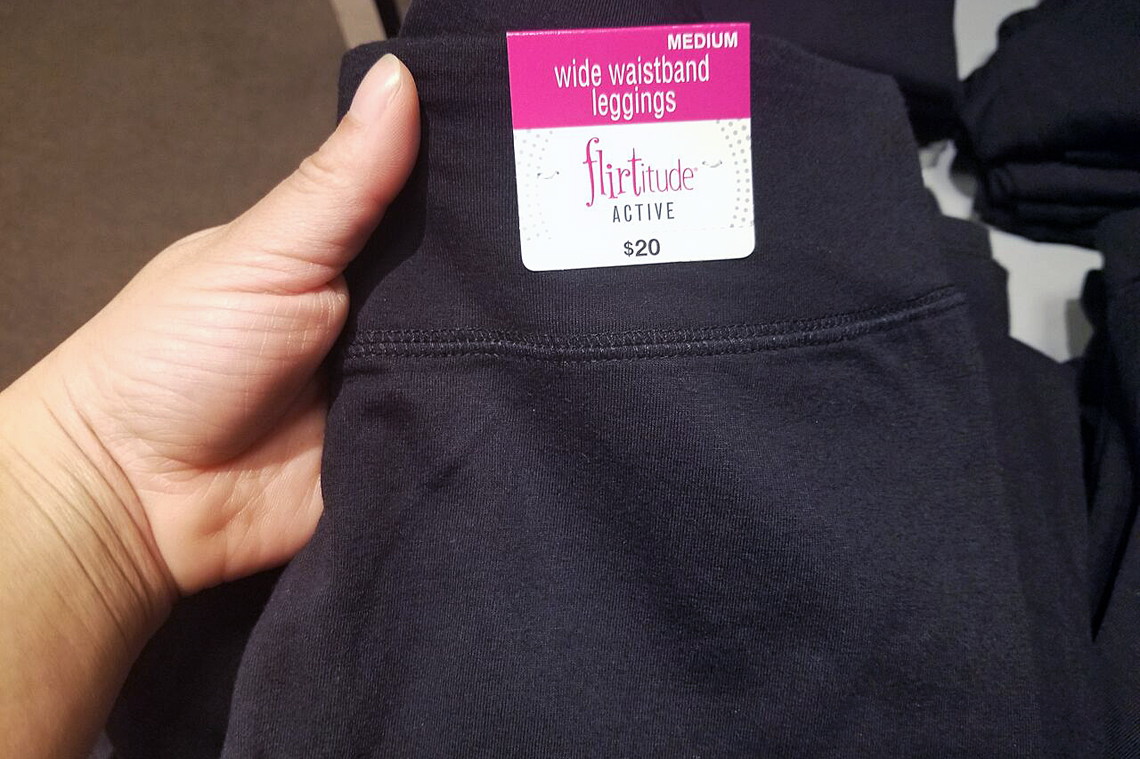 MEDIUM
wide waistband
leggings
flirtitude®
ACTIVE
$20